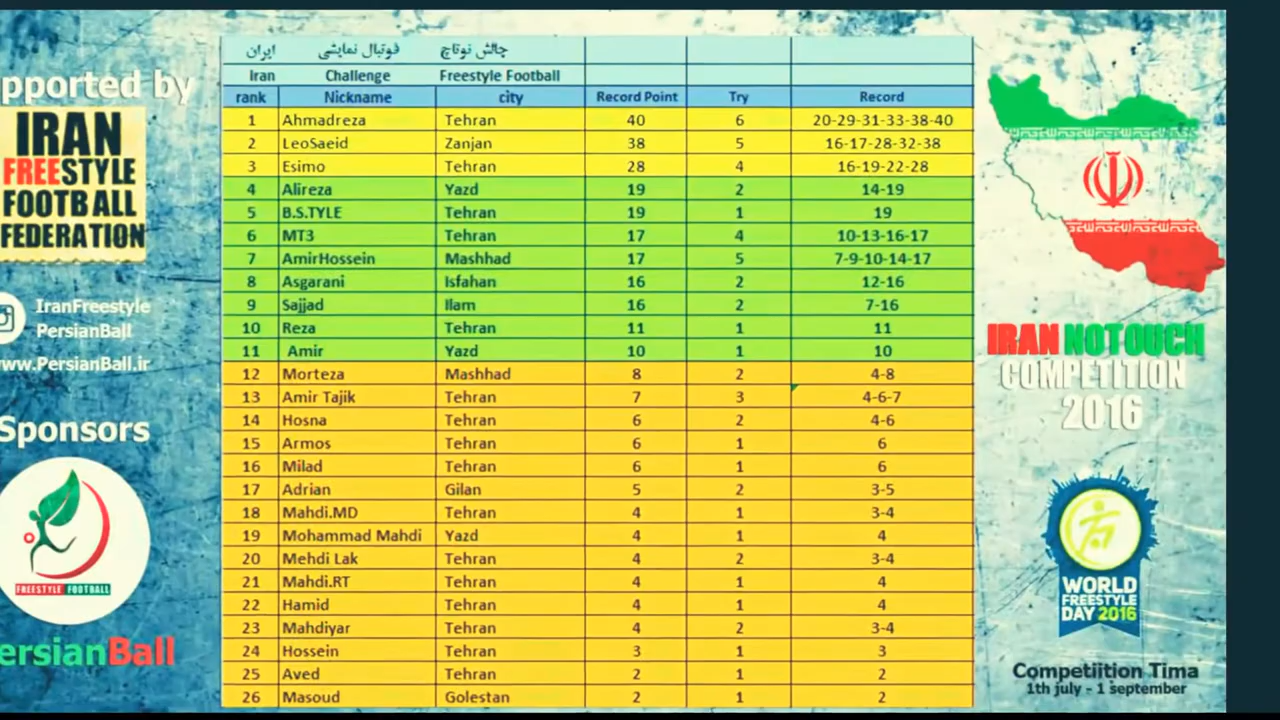 pported by
IRAN
FREESTYLE
FOOTBALL
FEDERATION
IranFreestyle
PersianBall
ww.PersianBall.ir
Sponsors
FREESTYLE FOOTBALL
ersianBall
ایران فوتبال نمایشی چالش نوتاچ
Iran Challenge Freestyle Football
rank Nickname city Record Point Try Record
1 Ahmadreza Tehran 40 6 20-29-31-33-38-40
2 LeoSaeid Zanjan 38 5 16-17-28-32-38
3 Esimo Tehran 28 4 16-19-22-28
4 Alireza Yazd 19 2 14-19
5 B.S.TYLE Tehran 19 1 19
6 MT3 Tehran 17 4 10-13-16-17
7 AmirHossein Mashhad 17 5 7-9-10-14-17
8 Asgarani Isfahan 16 2 12-16
9 Sajjad Ilam 16 2 7-16
10 Reza Tehran 11 1 11
11 Amir Yazd 10 1 10
12 Morteza Mashhad 8 2 4-8
13 Amir Tajik Tehran 7 3 4-6-7
14 Hosna Tehran 6 2 4-6
15 Armos Tehran 6 1 6
16 Milad Tehran 6 1 6
17 Adrian Gilan 5 2 3-5
18 Mahdi.MD Tehran 4 1 3-4
19 Mohammad Mahdi Yazd 4 1 4
20 Mehdi Lak Tehran 4 2 3-4
21 Mahdi.RT Tehran 4 1 4
22 Hamid Tehran 4 1 4
23 Mahdiyar Tehran 4 2 3-4
24 Hossein Tehran 3 1 3
25 Aved Tehran 2 1 2
26 Masoud Golestan 2 1 2
IRAN NOTOUCH
COMPETITION
2016
WORLD
FREESTYLE
DAY 2016
Competiition Tima
1th july - 1 september